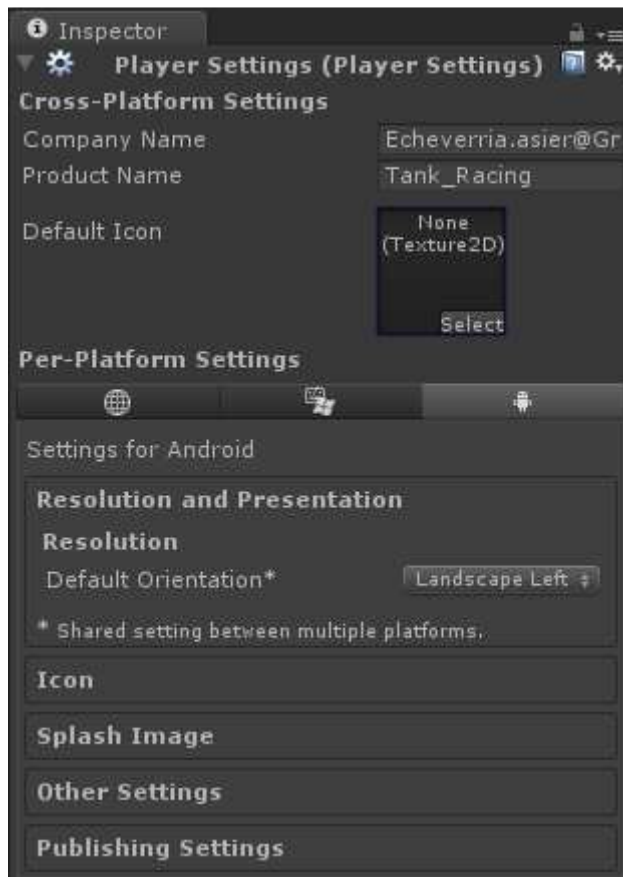 Inspector
Player Settings (Player Settings)
Cross-Platform Settings
Company Name Echeverria.asier@Gr
Product Name Tank_Racing
Default Icon
None
(Texture2D)
Select
Per-Platform Settings
Settings for Android
Resolution and Presentation
Resolution
Default Orientation* Landscape Left
* Shared setting between multiple platforms.
Icon
Splash Image
Other Settings
Publishing Settings